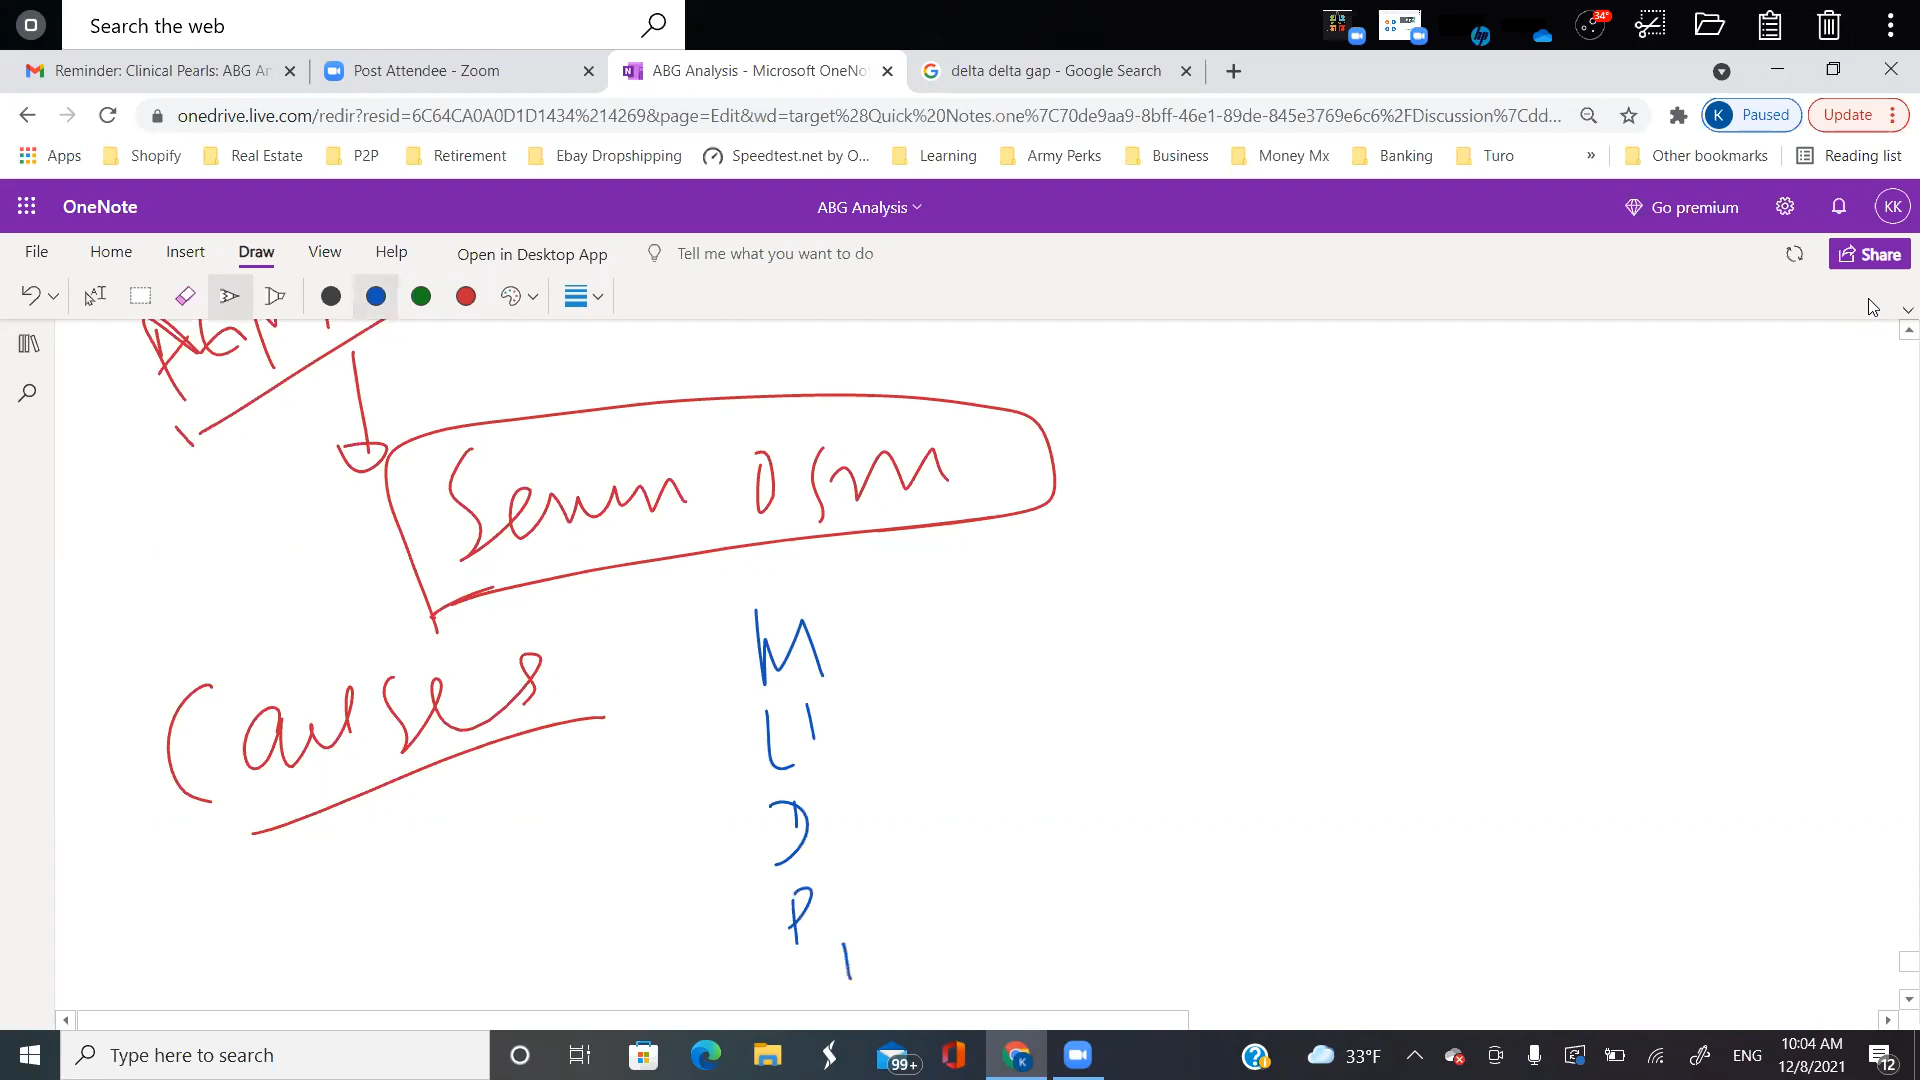 Search the web
34°
Reminder: Clinical Pearls: ABG An
Post Attendee - Zoom
ABG Analysis - Microsoft OneNo
delta delta gap - Google Search
onedrive.live.com/redir?resid=6C64CA0A0D1D1434%214269&page=Edit&wd=target%28Quick%20Notes.one%7C70de9aa9-8bff-46e1-89de-845e3769e6c6%2FDiscussion%7Cdd...
K Paused
Update
Apps
Shopify
Real Estate
P2P
Retirement
Ebay Dropshipping
Speedtest.net by O...
Learning
Army Perks
Business
Money Mx
Banking
Turo
»
Other bookmarks
Reading list
OneNote
ABG Analysis
Go premium
KK
File
Home
Insert
Draw
View
Help
Open in Desktop App
Tell me what you want to do
Share
Serum OSM
Causes
M
L
D
P
Type here to search
99+
33°F
ENG
10:04 AM
12/8/2021
12